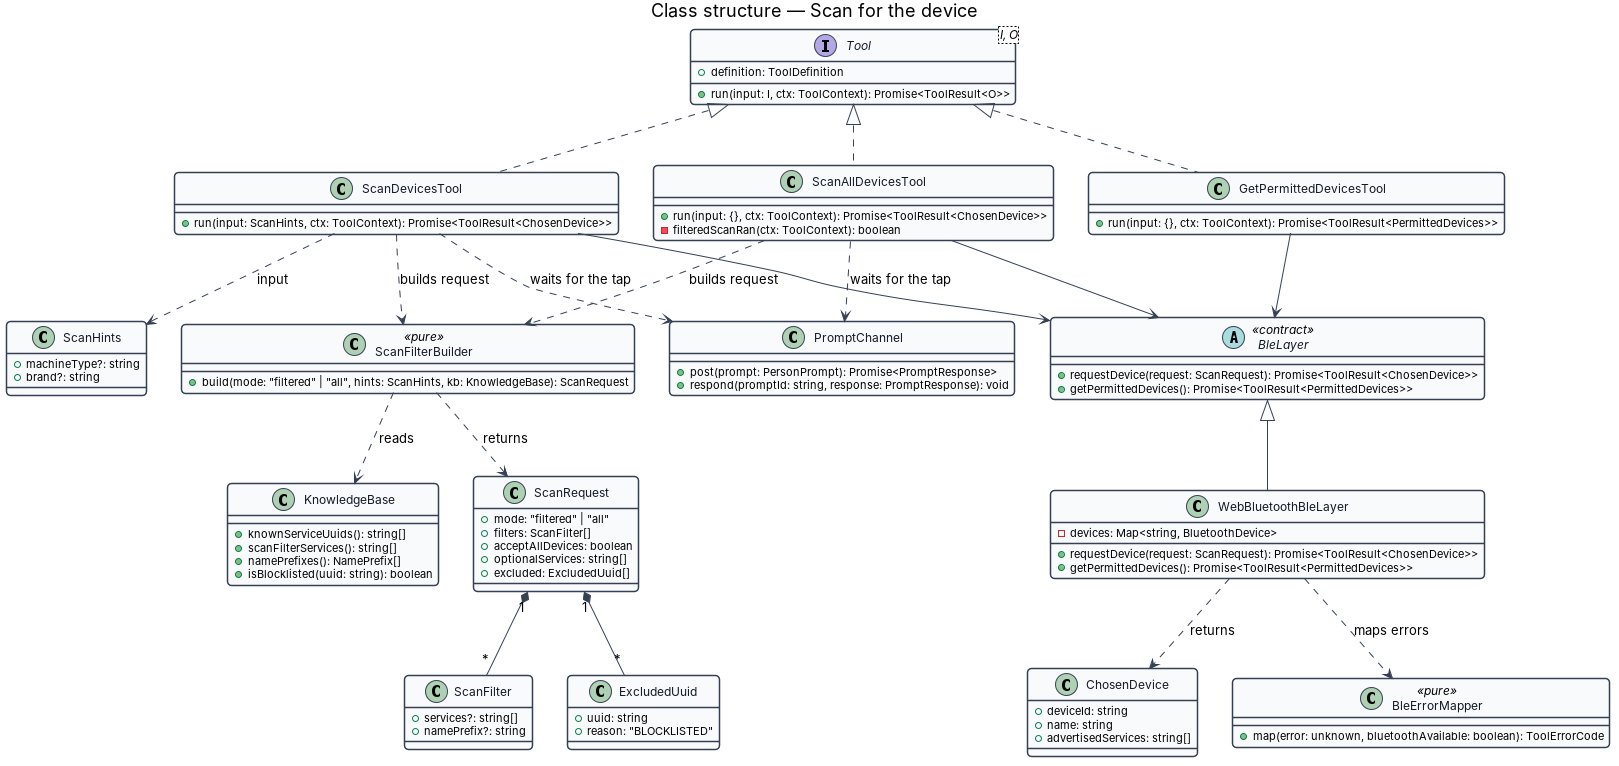 Class structure — Scan for the device
I, O
I Tool
definition: ToolDefinition
run(input: I, ctx: ToolContext): Promise<ToolResult<O>>
C ScanDevicesTool
run(input: ScanHints, ctx: ToolContext): Promise<ToolResult<ChosenDevice>>
C ScanAllDevicesTool
run(input: {}, ctx: ToolContext): Promise<ToolResult<ChosenDevice>>
filteredScanRan(ctx: ToolContext): boolean
C GetPermittedDevicesTool
run(input: {}, ctx: ToolContext): Promise<ToolResult<PermittedDevices>>
input
builds request
waits for the tap
builds request
waits for the tap
C ScanHints
machineType?: string
brand?: string
C «pure»
ScanFilterBuilder
build(mode: "filtered" | "all", hints: ScanHints, kb: KnowledgeBase): ScanRequest
C PromptChannel
post(prompt: PersonPrompt): Promise<PromptResponse>
respond(promptId: string, response: PromptResponse): void
A «contract»
BleLayer
requestDevice(request: ScanRequest): Promise<ToolResult<ChosenDevice>>
getPermittedDevices(): Promise<ToolResult<PermittedDevices>>
reads
returns
C KnowledgeBase
knownServiceUuids(): string[]
scanFilterServices(): string[]
namePrefixes(): NamePrefix[]
isBlocklisted(uuid: string): boolean
C ScanRequest
mode: "filtered" | "all"
filters: ScanFilter[]
acceptAllDevices: boolean
optionalServices: string[]
excluded: ExcludedUuid[]
C WebBluetoothBleLayer
devices: Map<string, BluetoothDevice>
requestDevice(request: ScanRequest): Promise<ToolResult<ChosenDevice>>
getPermittedDevices(): Promise<ToolResult<PermittedDevices>>
1
1
*
*
returns
maps errors
C ScanFilter
services?: string[]
namePrefix?: string
C ExcludedUuid
uuid: string
reason: "BLOCKLISTED"
C ChosenDevice
deviceId: string
name: string
advertisedServices: string[]
C «pure»
BleErrorMapper
map(error: unknown, bluetoothAvailable: boolean): ToolErrorCode